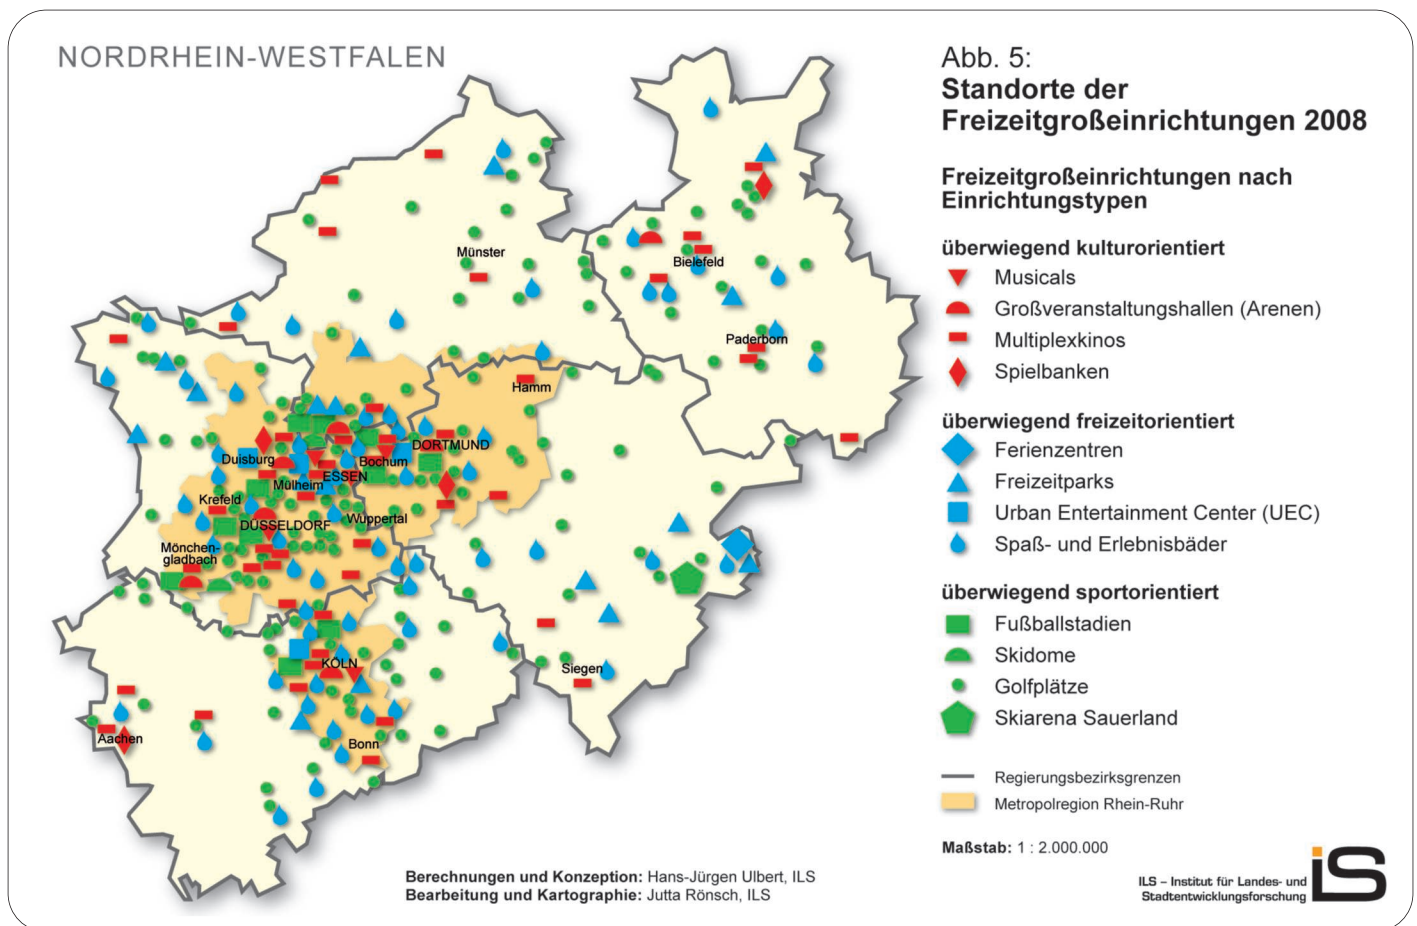 NORDRHEIN-WESTFALEN
Abb. 5:
Standorte der
Freizeitgroßeinrichtungen 2008
Freizeitgroßeinrichtungen nach
Einrichtungstypen
überwiegend kulturorientiert
Musicals
Großveranstaltungshallen (Arenen)
Multiplexkinos
Spielbanken
überwiegend freizeitorientiert
Ferienzentren
Freizeitparks
Urban Entertainment Center (UEC)
Spaß- und Erlebnisbäder
überwiegend sportorientiert
Fußballstadien
Skidome
Golfplätze
Skiarena Sauerland
Regierungsbezirksgrenzen
Metropolregion Rhein-Ruhr
Maßstab: 1 : 2.000.000
Münster
Bielefeld
Paderborn
Hamm
DORTMUND
Duisburg
Bochum
ESSEN
Mülheim
Krefeld
DÜSSELDORF
Wuppertal
Mönchen-
gladbach
KÖLN
Siegen
Aachen
Bonn
Berechnungen und Konzeption: Hans-Jürgen Ulbert, ILS
Bearbeitung und Kartographie: Jutta Rönsch, ILS
ILS – Institut für Landes- und
Stadtentwicklungsforschung
iLS